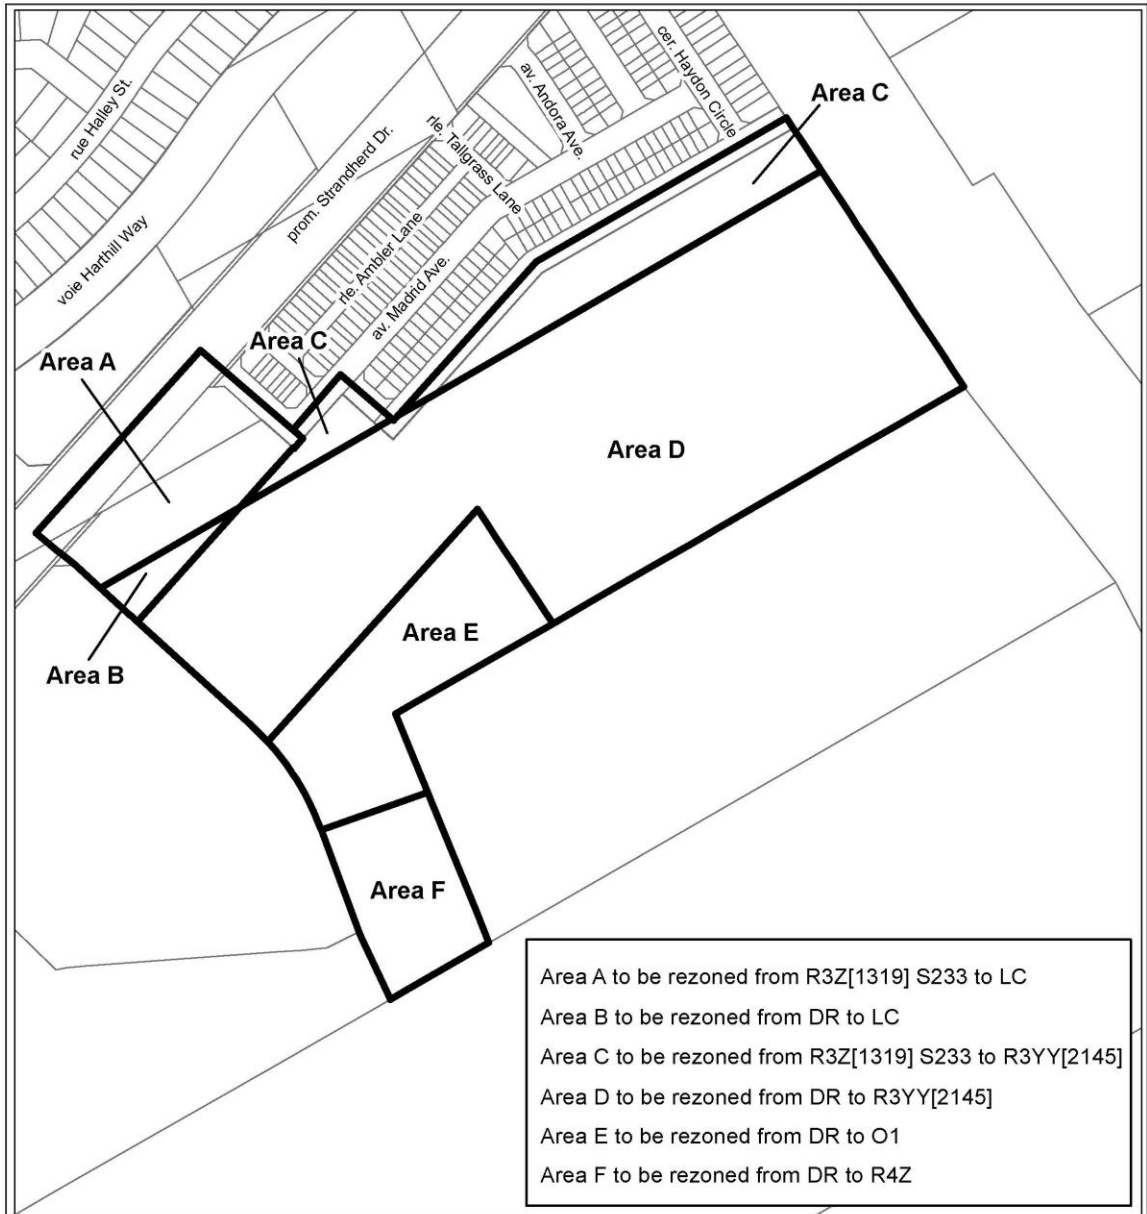 Area C
cer. Haydon Circle
av. Andora Ave.
rue Halley St.
rle. Tallgrass Lane
prom. Strandherd Dr.
voie Harthill Way
rle. Ambler Lane
av. Madrid Ave.
Area C
Area A
Area D
Area E
Area B
Area F
Area A to be rezoned from R3Z[1319] S233 to LC
Area B to be rezoned from DR to LC
Area C to be rezoned from R3Z[1319] S233 to R3YY[2145]
Area D to be rezoned from DR to R3YY[2145]
Area E to be rezoned from DR to O1
Area F to be rezoned from DR to R4Z